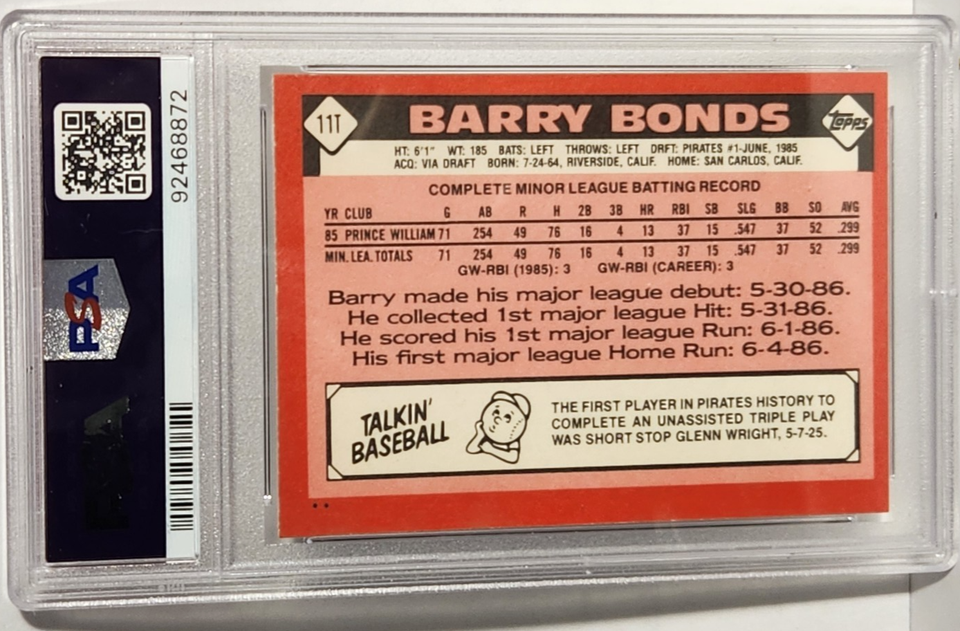 92468872
PSA
11T
BARRY BONDS
Topps
HT: 6'1" WT: 185 BATS: LEFT THROWS: LEFT DRFT: PIRATES #1-JUNE, 1985
ACQ: VIA DRAFT BORN: 7-24-64, RIVERSIDE, CALIF. HOME: SAN CARLOS, CALIF.
COMPLETE MINOR LEAGUE BATTING RECORD
YR CLUB G AB R H 2B 3B HR RBI SB SLG BB SO AVG
85 PRINCE WILLIAM 71 254 49 76 16 4 13 37 15 .547 37 52 .299
MIN. LEA. TOTALS 71 254 49 76 16 4 13 37 15 .547 37 52 .299
GW-RBI (1985): 3 GW-RBI (CAREER): 3
Barry made his major league debut: 5-30-86.
He collected 1st major league Hit: 5-31-86.
He scored his 1st major league Run: 6-1-86.
His first major league Home Run: 6-4-86.
TALKIN'
BASEBALL
THE FIRST PLAYER IN PIRATES HISTORY TO
COMPLETE AN UNASSISTED TRIPLE PLAY
WAS SHORT STOP GLENN WRIGHT, 5-7-25.